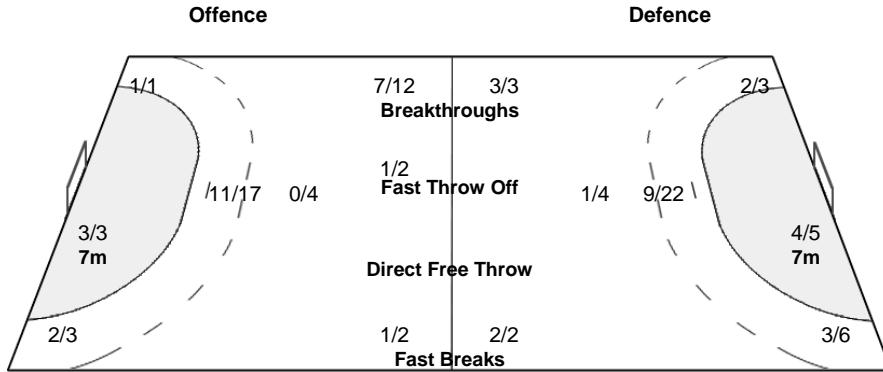 Offence Defence
1/1 7/12 3/3 2/3
Breakthroughs
1/2
11/17 0/4 Fast Throw Off 1/4 9/22
3/3 4/5
7m 7m
Direct Free Throw
2/3 1/2 2/2 3/6
Fast Breaks